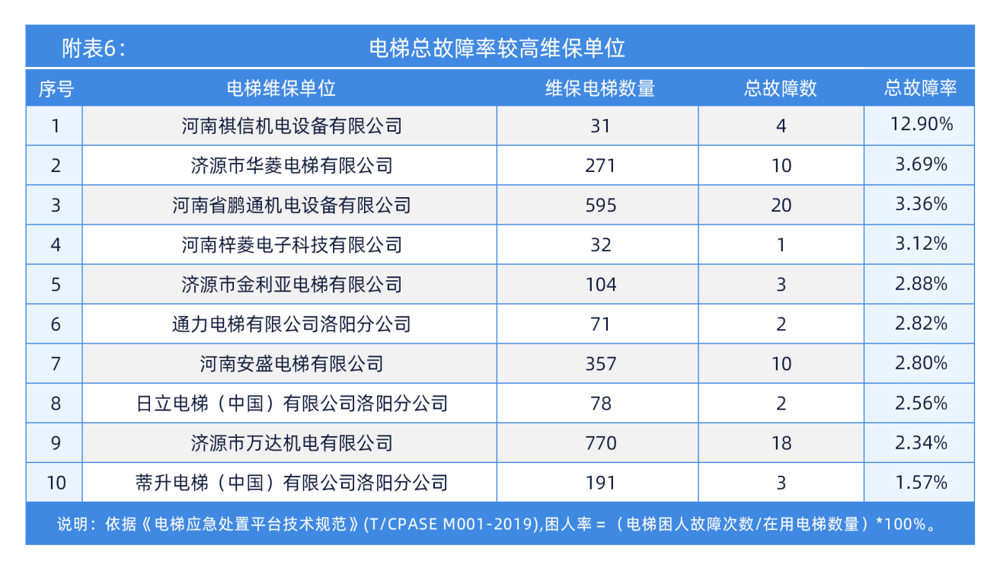 附表6： 电梯总故障率较高维保单位
序号 电梯维保单位 维保电梯数量 总故障数 总故障率
1 河南祺信机电设备有限公司 31 4 12.90%
2 济源市华菱电梯有限公司 271 10 3.69%
3 河南省鹏通机电设备有限公司 595 20 3.36%
4 河南梓菱电子科技有限公司 32 1 3.12%
5 济源市金利亚电梯有限公司 104 3 2.88%
6 通力电梯有限公司洛阳分公司 71 2 2.82%
7 河南安盛电梯有限公司 357 10 2.80%
8 日立电梯（中国）有限公司洛阳分公司 78 2 2.56%
9 济源市万达机电有限公司 770 18 2.34%
10 蒂升电梯（中国）有限公司洛阳分公司 191 3 1.57%
说明：依据《电梯应急处置平台技术规范》(T/CPASE M001-2019),困人率 =（电梯困人故障次数/在用电梯数量）*100%。